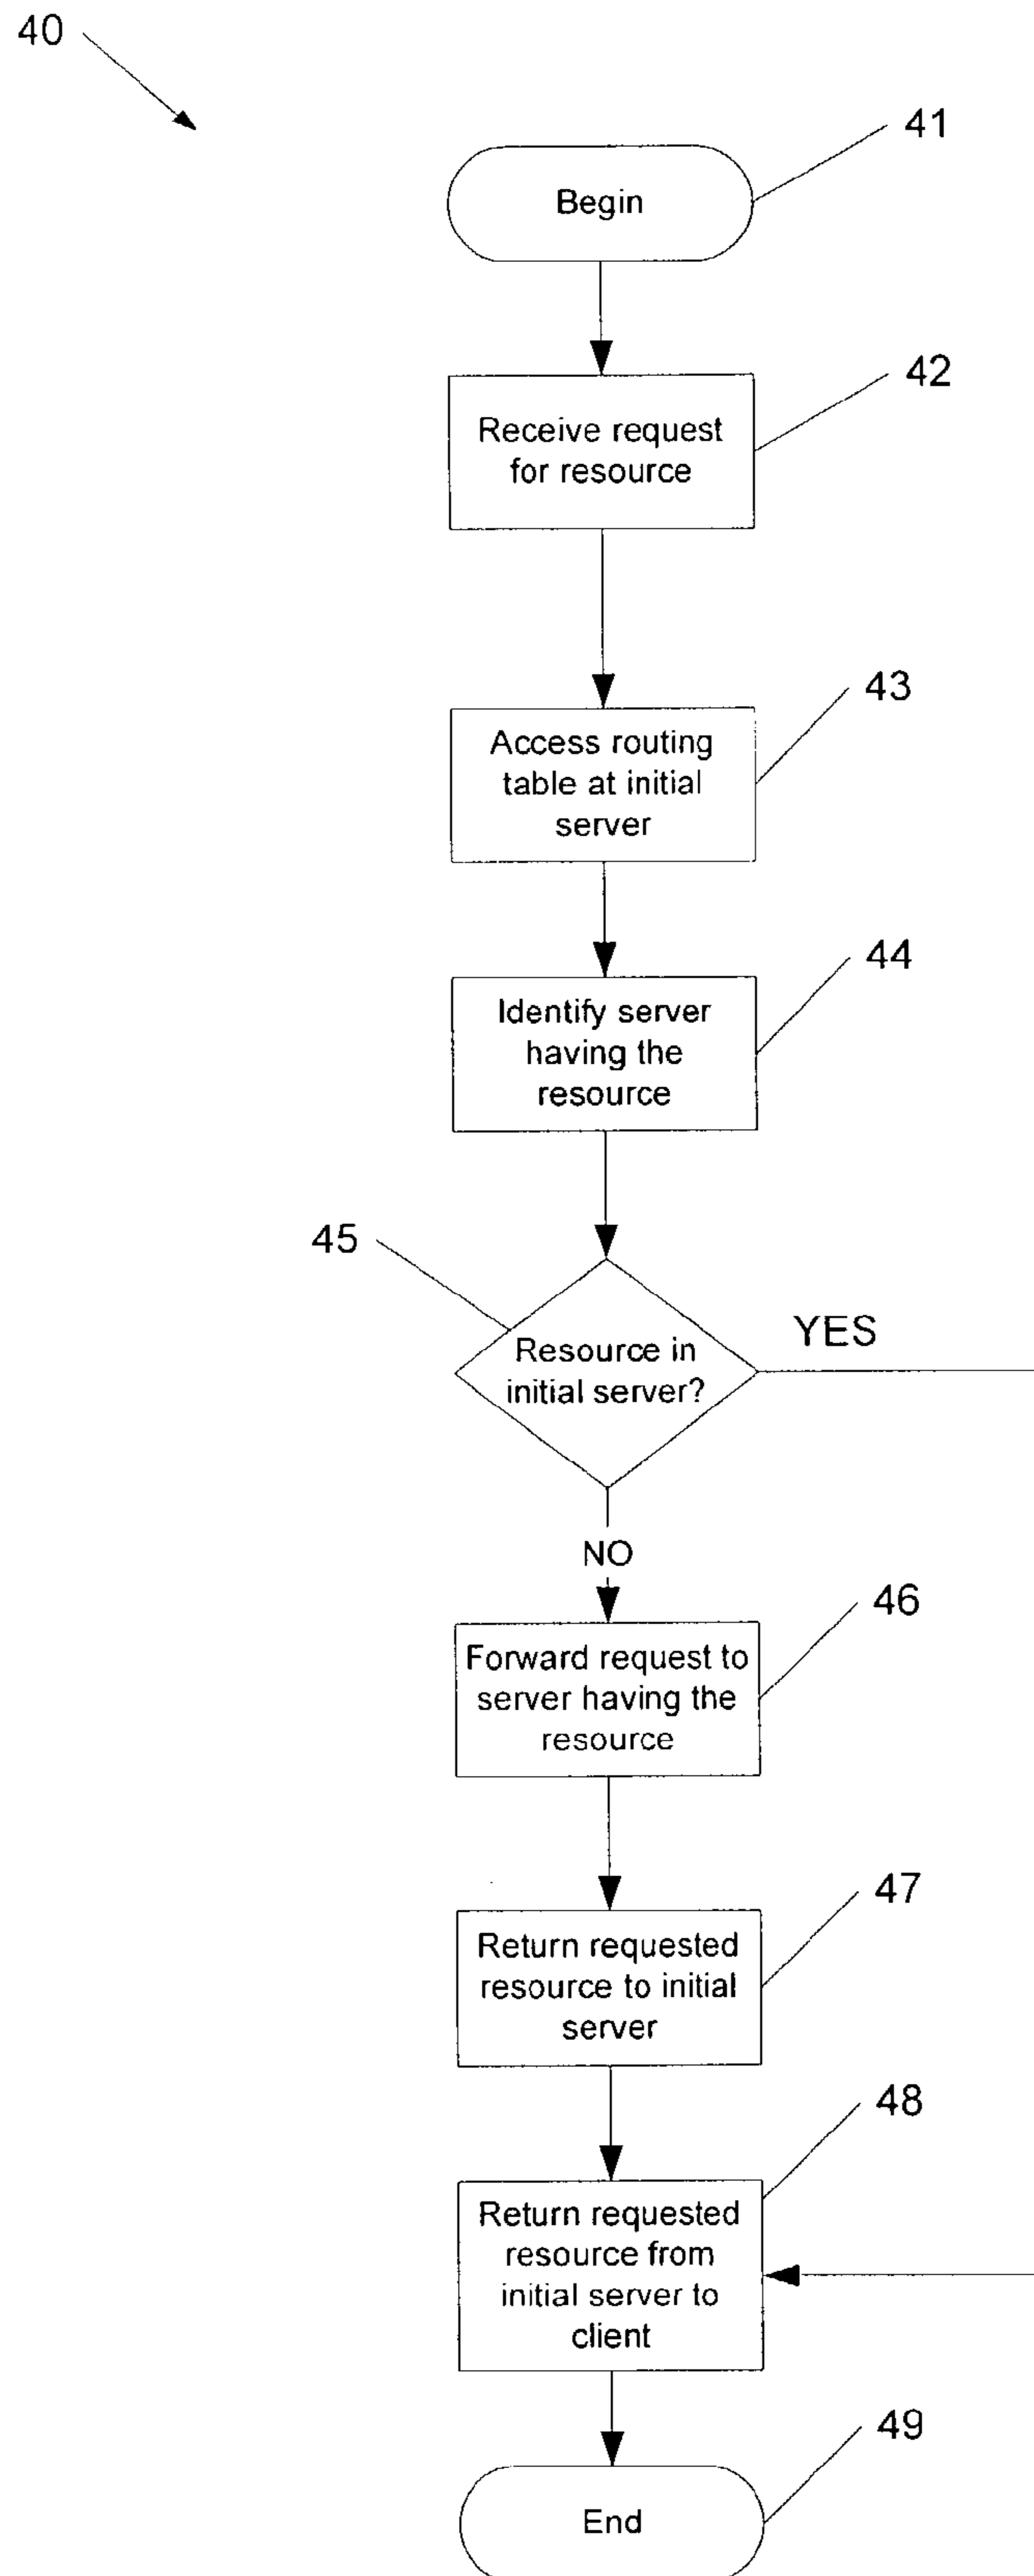 40
41
Begin
42
Receive request
for resource
43
Access routing
table at initial
server
44
Identify server
having the
resource
45
YES
Resource in
initial server?
NO
46
Forward request to
server having the
resource
47
Return requested
resource to initial
server
48
Return requested
resource from
initial server to
client
49
End